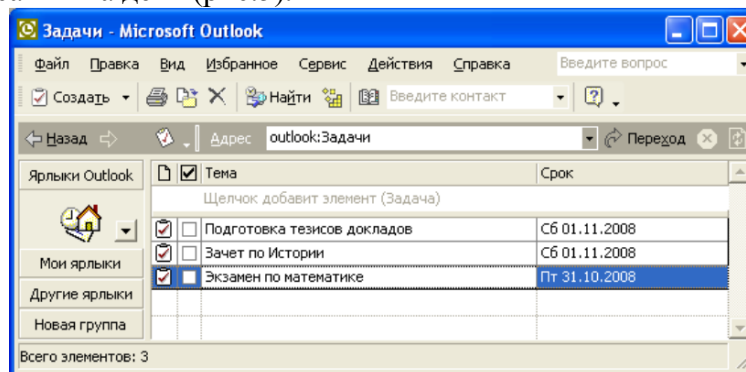 Задачи - Microsoft Outlook
Файл Правка Вид Избранное Сервис Действия Справка Введите вопрос
Создать Найти Введите контакт
Назад Адрес outlook:Задачи Переход
Ярлыки Outlook Тема Срок
Щелчок добавит элемент (Задача)
Подготовка тезисов докладов Сб 01.11.2008
Зачет по Истории Сб 01.11.2008
Мои ярлыки
Экзамен по математике Пт 31.10.2008
Другие ярлыки
Новая группа
Всего элементов: 3